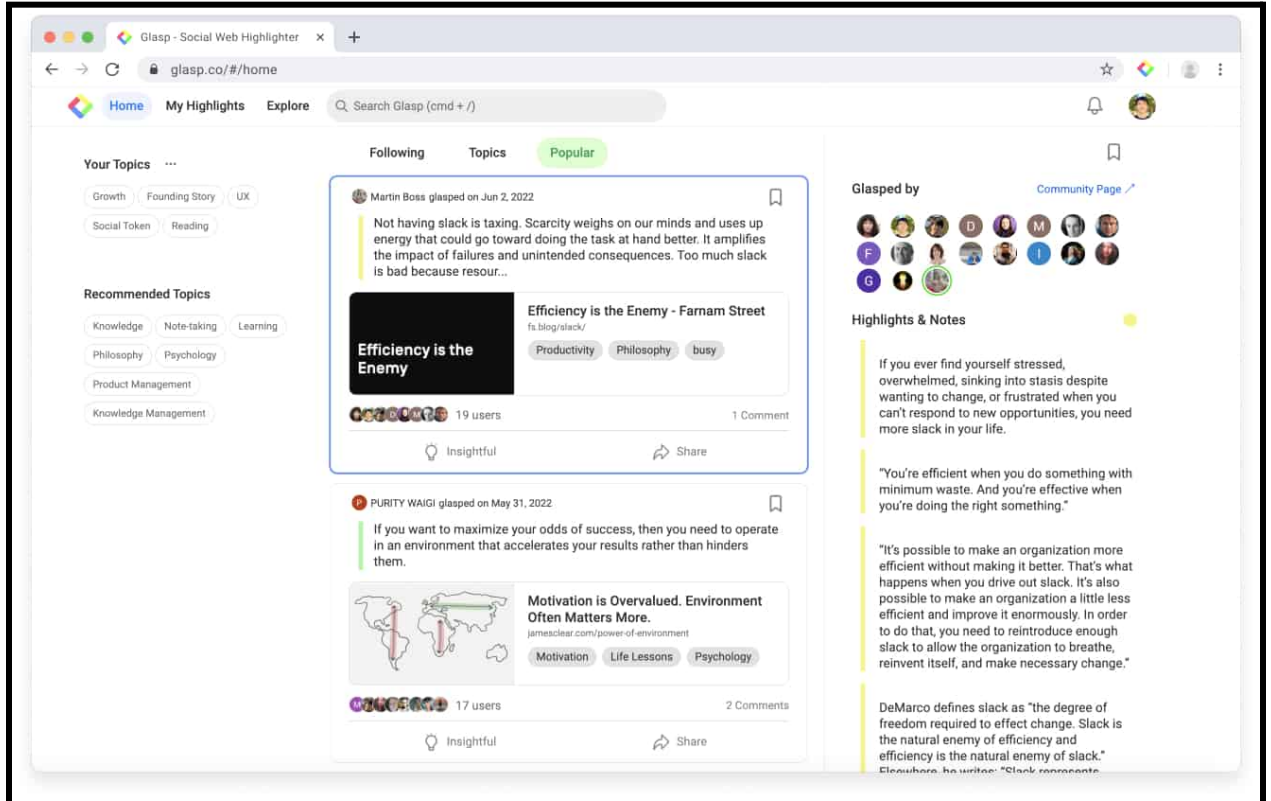 Glasp - Social Web Highlighter
glasp.co/#/home
Home My Highlights Explore Search Glasp (cmd + /)
Your Topics ...
Growth Founding Story UX
Social Token Reading
Recommended Topics
Knowledge Note-taking Learning
Philosophy Psychology
Product Management
Knowledge Management
Following Topics Popular
Martin Boss glasped on Jun 2, 2022
Not having slack is taxing. Scarcity weighs on our minds and uses up
energy that could go toward doing the task at hand better. It amplifies
the impact of failures and unintended consequences. Too much slack
is bad because resour...
Efficiency is the
Enemy
Efficiency is the Enemy - Farnam Street
fs.blog/slack/
Productivity Philosophy busy
D M
19 users 1 Comment
Insightful Share
P PURITY WAIGI glasped on May 31, 2022
If you want to maximize your odds of success, then you need to operate
in an environment that accelerates your results rather than hinders
them.
Motivation is Overvalued. Environment
Often Matters More.
jamesclear.com/power-of-environment
Motivation Life Lessons Psychology
M
17 users 2 Comments
Insightful Share
Glasped by Community Page
D M
F I
G
Highlights & Notes
If you ever find yourself stressed,
overwhelmed, sinking into stasis despite
wanting to change, or frustrated when you
can't respond to new opportunities, you need
more slack in your life.
“You're efficient when you do something with
minimum waste. And you're effective when
you're doing the right something.”
“It's possible to make an organization more
efficient without making it better. That's what
happens when you drive out slack. It's also
possible to make an organization a little less
efficient and improve it enormously. In order
to do that, you need to reintroduce enough
slack to allow the organization to breathe,
reinvent itself, and make necessary change.”
DeMarco defines slack as “the degree of
freedom required to effect change. Slack is
the natural enemy of efficiency and
efficiency is the natural enemy of slack.”
Elsewhere, he writes: “Slack represents